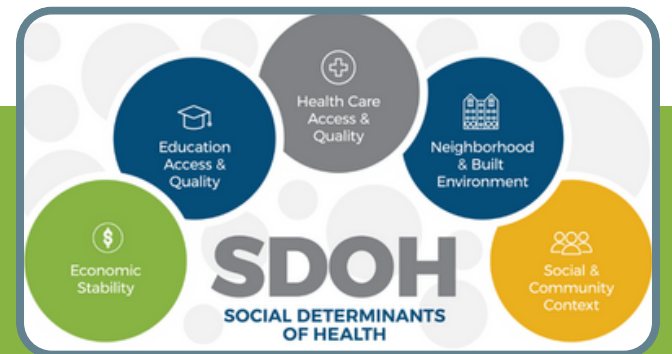 Economic
Stability
Education
Access &
Quality
Health Care
Access &
Quality
Neighborhood
& Built
Environment
Social &
Community
Context
SDOH
SOCIAL DETERMINANTS
OF HEALTH